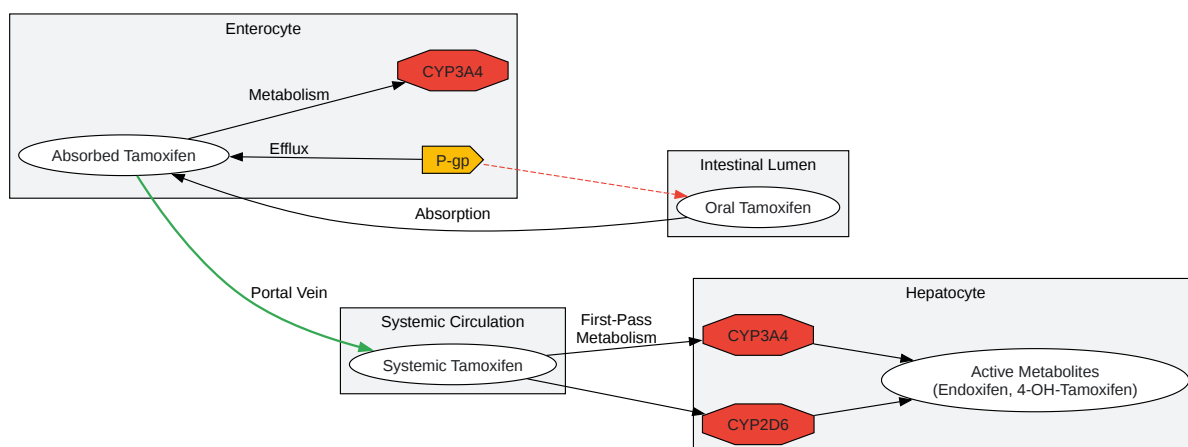 Enterocyte
CYP3A4
Metabolism
Absorbed Tamoxifen
Efflux
P-gp
Intestinal Lumen
Oral Tamoxifen
Absorption
Portal Vein
Systemic Circulation
Systemic Tamoxifen
First-Pass
Metabolism
Hepatocyte
CYP3A4
Active Metabolites
(Endoxifen, 4-OH-Tamoxifen)
CYP2D6